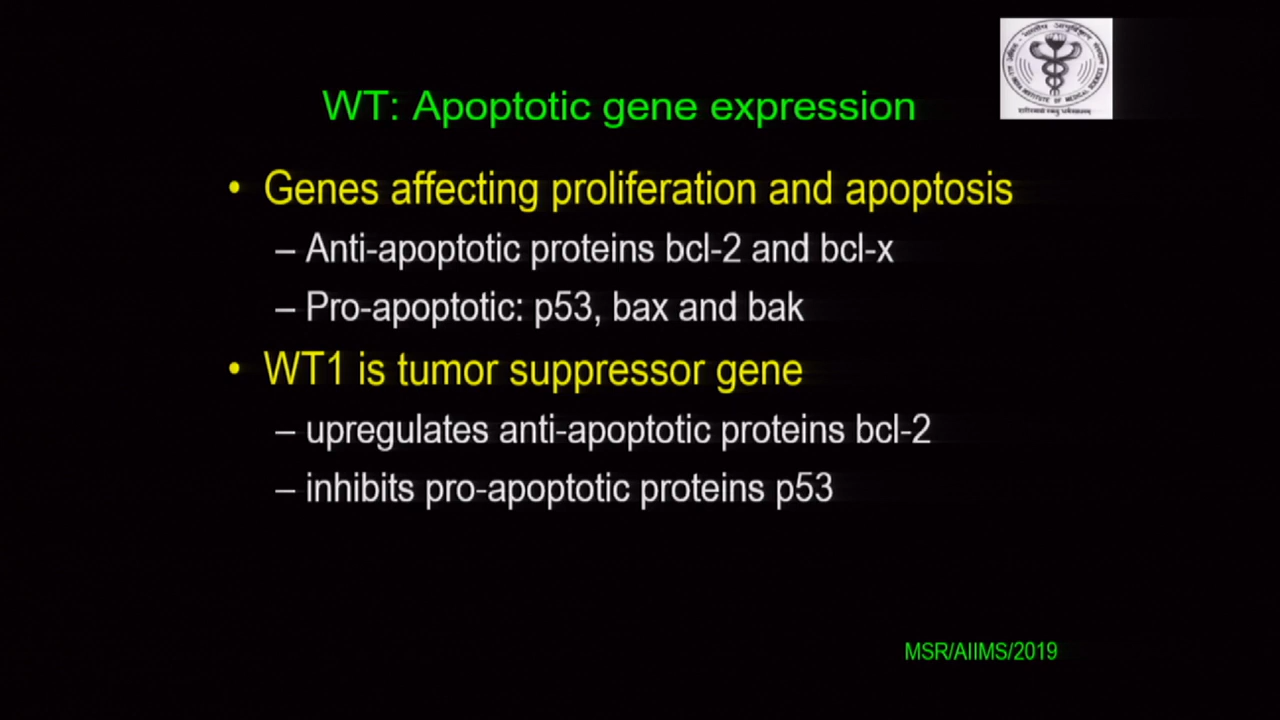 WT: Apoptotic gene expression
• Genes affecting proliferation and apoptosis
– Anti-apoptotic proteins bcl-2 and bcl-x
– Pro-apoptotic: p53, bax and bak
• WT1 is tumor suppressor gene
– upregulates anti-apoptotic proteins bcl-2
– inhibits pro-apoptotic proteins p53
MSR/AIIMS/2019